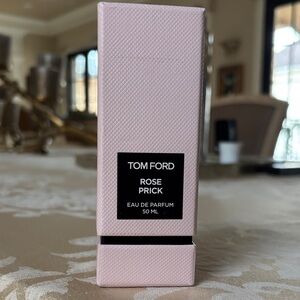 TOM FORD
ROSE
PRICK
EAU DE PARFUM
50 ML